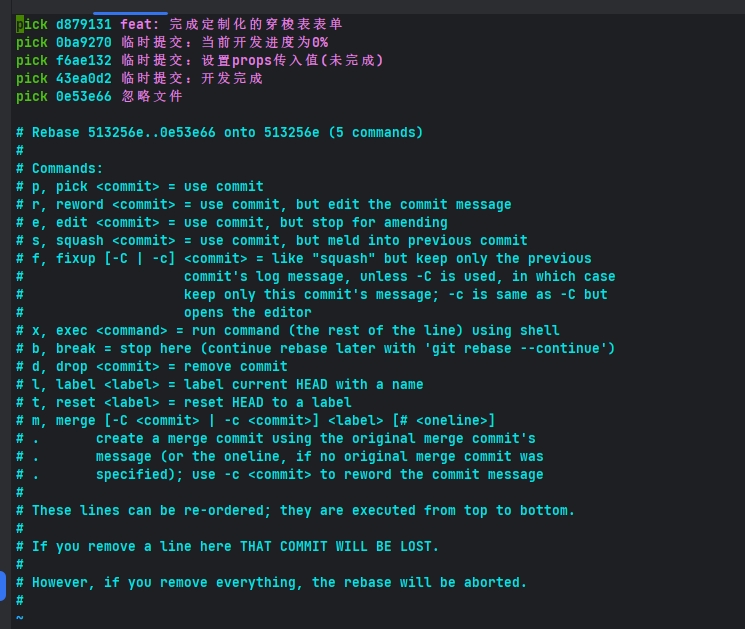 pick d879131 feat: 完成定制化的穿梭表表单
pick 0ba9270 临时提交: 当前开发进度为0%
pick f6ae132 临时提交: 设置props传入值(未完成)
pick 43ea0d2 临时提交: 开发完成
pick 0e53e66 忽略文件
# Rebase 513256e..0e53e66 onto 513256e (5 commands)
#
# Commands:
# p, pick <commit> = use commit
# r, reword <commit> = use commit, but edit the commit message
# e, edit <commit> = use commit, but stop for amending
# s, squash <commit> = use commit, but meld into previous commit
# f, fixup [-C | -c] <commit> = like "squash" but keep only the previous
#                    commit's log message, unless -C is used, in which case
#                    keep only this commit's message; -c is same as -C but
#                    opens the editor
# x, exec <command> = run command (the rest of the line) using shell
# b, break = stop here (continue rebase later with 'git rebase --continue')
# d, drop <commit> = remove commit
# l, label <label> = label current HEAD with a name
# t, reset <label> = reset HEAD to a label
# m, merge [-C <commit> | -c <commit>] <label> [# <oneline>]
# .       create a merge commit using the original merge commit's
# .       message (or the oneline, if no original merge commit was
# .       specified); use -c <commit> to reword the commit message
#
# These lines can be re-ordered; they are executed from top to bottom.
#
# If you remove a line here THAT COMMIT WILL BE LOST.
#
# However, if you remove everything, the rebase will be aborted.
#
~